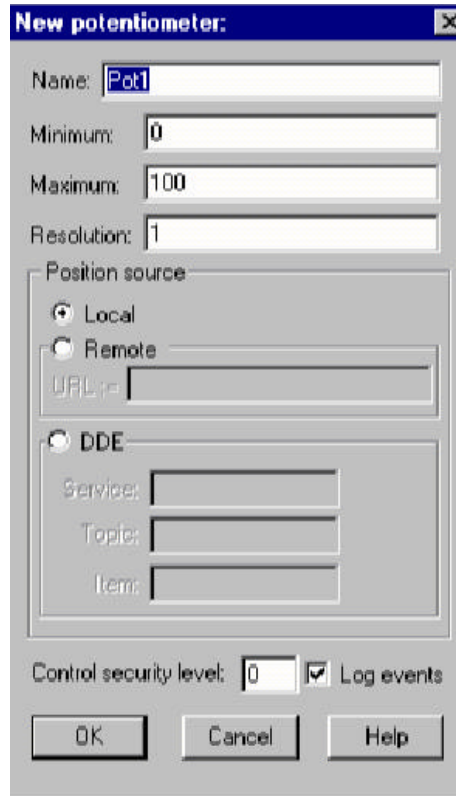 New potentiometer:
Name: Pot1
Minimum: 0
Maximum: 100
Resolution: 1
Position source
Local
Remote
URL :=
DDE
Service:
Topic:
Item:
Control security level: 0 Log events
OK Cancel Help